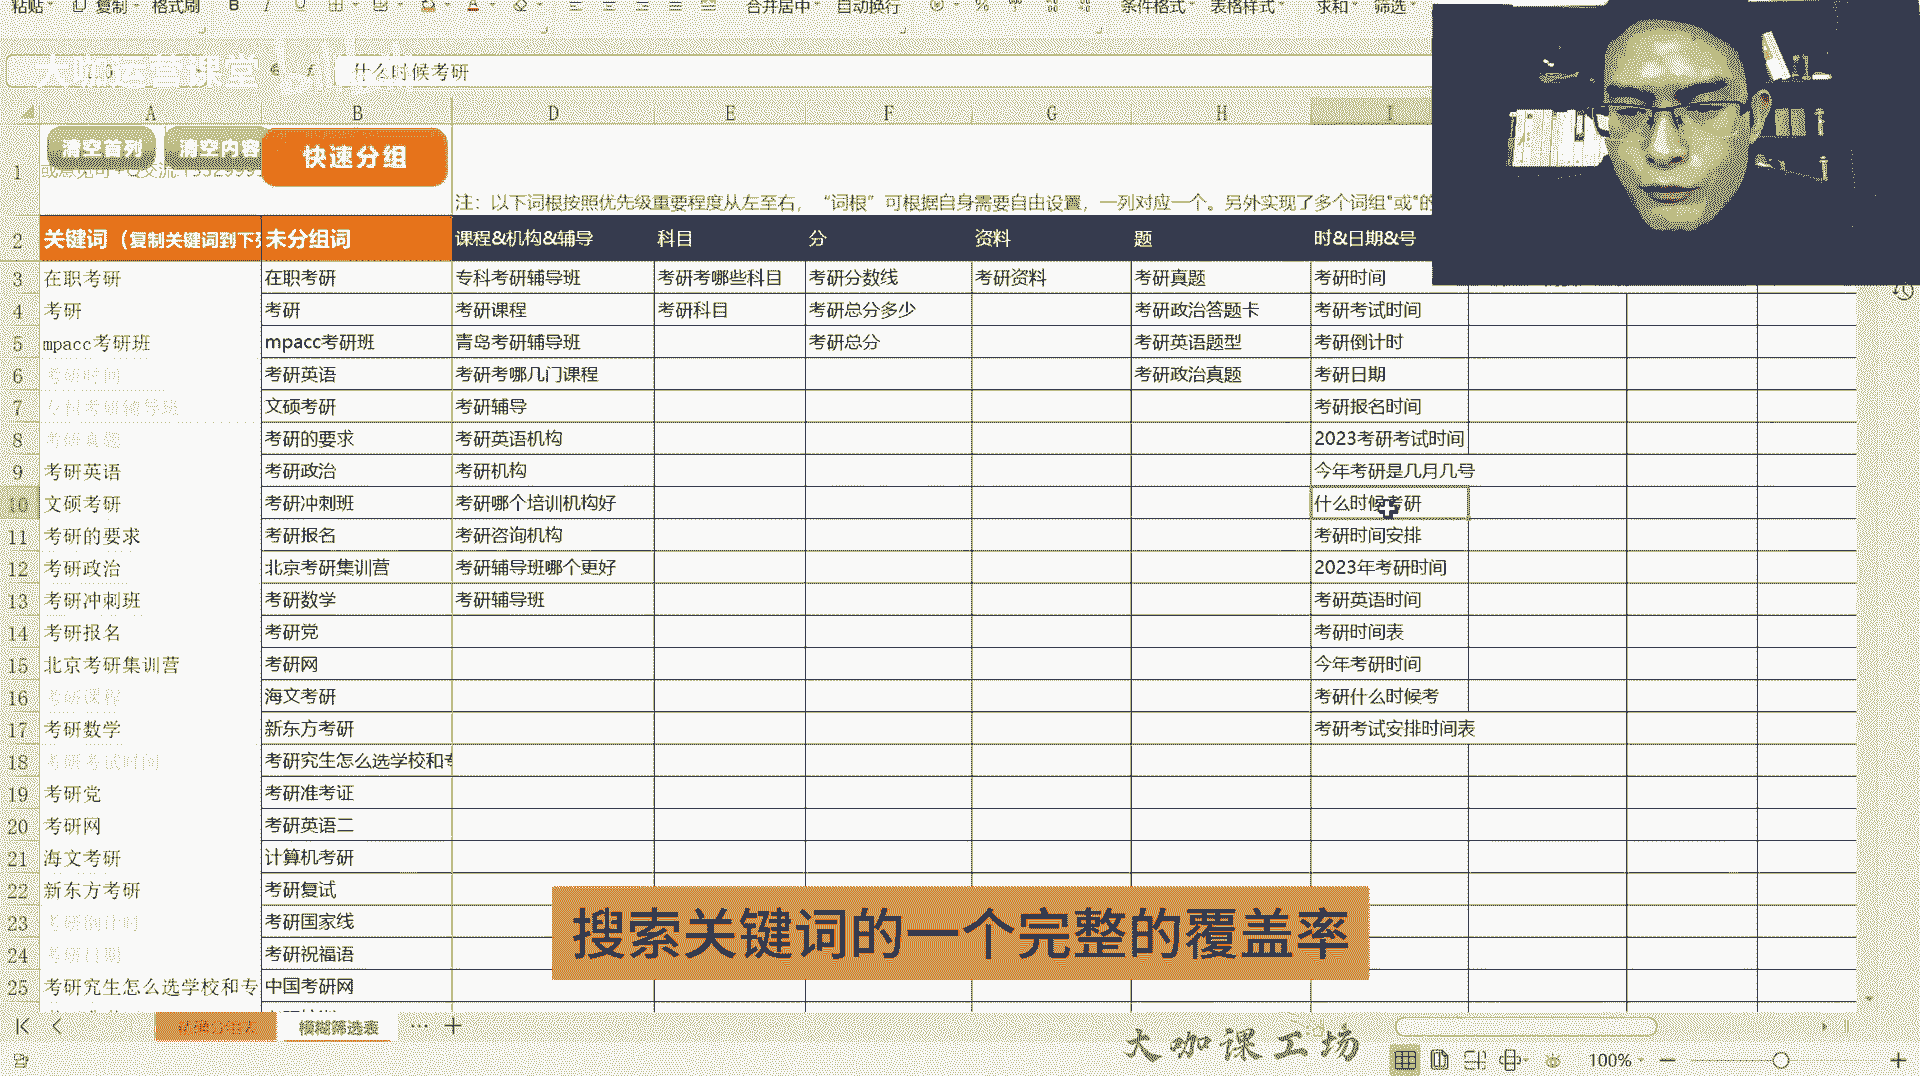 粘贴 复制 格式刷 B I U A 合并居中 自动换行 % 条件格式 表格样式 求和 筛选
大咖运营课堂
什么时候考研
A B D E F G H I
清空首列 清空内容 快速分组
1 注：以下词根按照优先级重要程度从左至右，“词根”可根据自身需要自由设置，一列对应一个。另外实现了多个词组"或"的
2 关键词（复制关键词到下列 未分组词 课程&机构&辅导 科目 分 资料 题 时&日期&号
3 在职考研 在职考研 专科考研辅导班 考研考哪些科目 考研分数线 考研资料 考研真题 考研时间
4 考研 考研 考研课程 考研科目 考研总分多少 考研政治答题卡 考研考试时间
5 mpacc考研班 mpacc考研班 青岛考研辅导班 考研总分 考研英语题型 考研倒计时
6 考研时间 考研英语 考研考哪几门课程 考研政治真题 考研日期
7 专科考研辅导班 文硕考研 考研辅导 考研报名时间
8 考研真题 考研的要求 考研英语机构 2023考研考试时间
9 考研英语 考研政治 考研机构 今年考研是几月几号
10 文硕考研 考研冲刺班 考研哪个培训机构好 什么时候考研
11 考研的要求 考研报名 考研咨询机构 考研时间安排
12 考研政治 北京考研集训营 考研辅导班哪个更好 2023年考研时间
13 考研冲刺班 考研数学 考研辅导班 考研英语时间
14 考研报名 考研党 考研时间表
15 北京考研集训营 考研网 今年考研时间
16 考研课程 海文考研 考研什么时候考
17 考研数学 新东方考研 考研考试安排时间表
18 考研考试时间 考研究生怎么选学校和专
19 考研党 考研准考证
20 考研网 考研英语二
21 海文考研 计算机考研
22 新东方考研 考研复试
23 考研倒计时 考研国家线
24 考研日期 考研祝福语
25 考研究生怎么选学校和专 中国考研网
搜索关键词的一个完整的覆盖率
模糊筛选表 ··· +
大咖课工场
100% — +